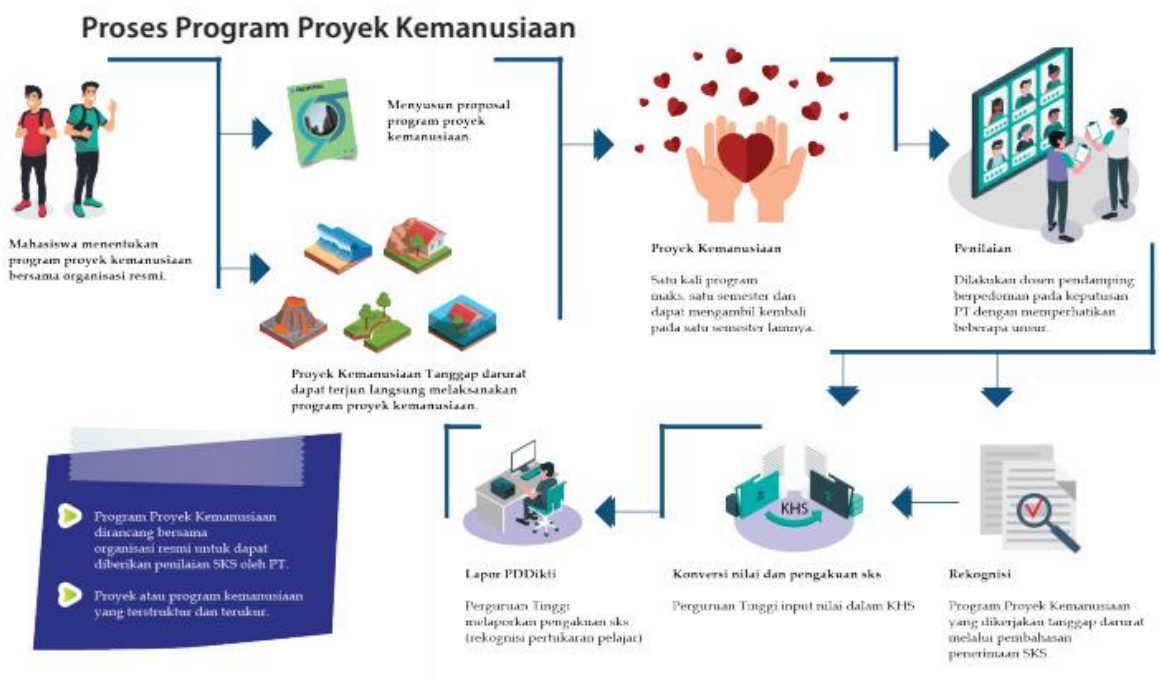 Proses Program Proyek Kemanusiaan
Mahasiswa menentukan
program proyek kemanusiaan
bersama organisasi resmi.
Menyusun proposal
program proyek
kemanusiaan.
Proyek Kemanusiaan Tanggap darurat
dapat terjun langsung melaksanakan
program proyek kemanusiaan.
Proyek Kemanusiaan
Satu kali program
maks. satu semester dan
dapat mengambil kembali
pada satu semester lainnya.
Penilaian
Dilakukan dosen pendamping
berpedoman pada keputusan
PT dengan memperhatikan
beberapa unsur.
Rekognisi
Program Proyek Kemanusiaan
yang dikerjakan tanggap darurat
melalui pembahasan
penerimaan SKS.
KHS
Konversi nilai dan pengakuan sks
Perguruan Tinggi input nilai dalam KHS
Lapor PDDikti
Perguruan Tinggi
melaporkan pengakuan sks
(rekognisi pertukaran pelajar)
Program Proyek Kemanusiaan
dirancang bersama
organisasi resmi untuk dapat
diberikan penilaian SKS oleh PT.
Proyek atau program kemanusiaan
yang terstruktur dan terukur.